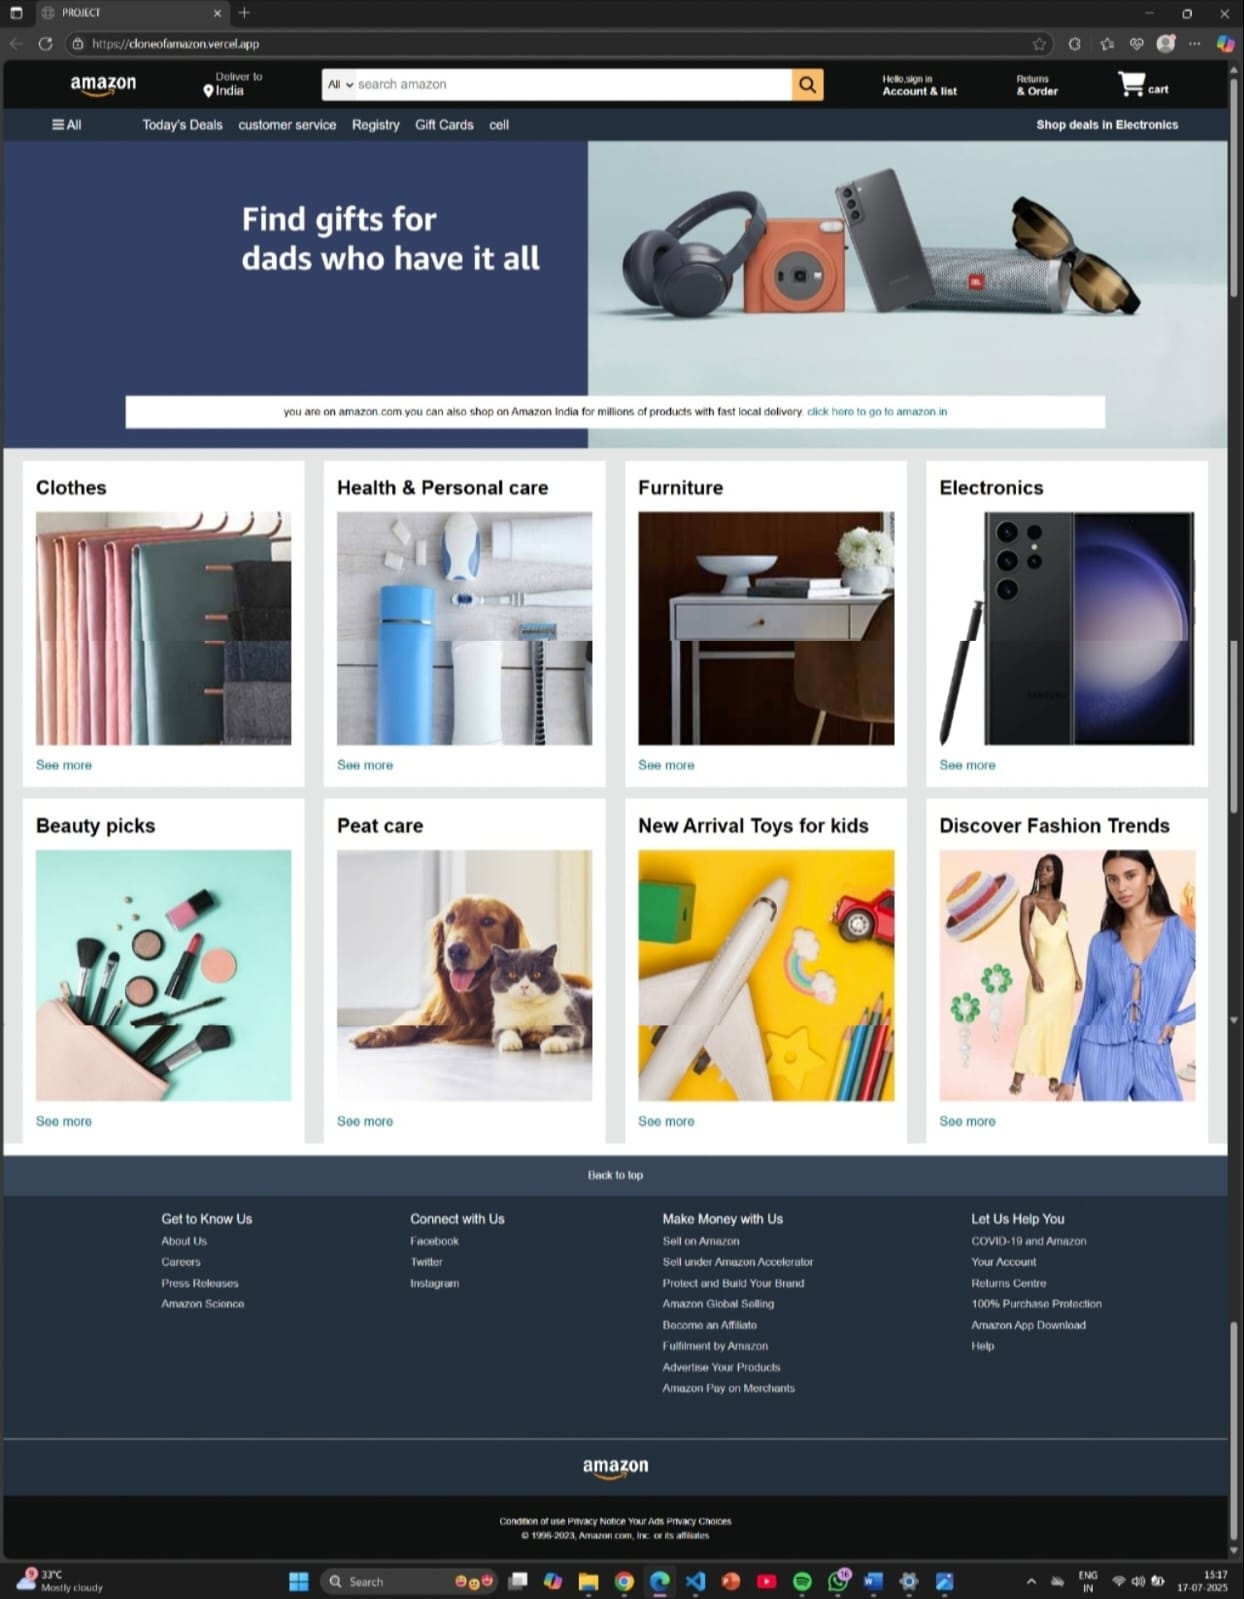 PROJECT
https://cloneofamazon.vercel.app
amazon
Deliver to
India
All
search amazon
Hello,sign in
Account & list
Returns
& Order
cart
All
Today's Deals
customer service
Registry
Gift Cards
cell
Shop deals in Electronics
Find gifts for
dads who have it all
JBL
you are on amazon.com.you can also shop on Amazon India for millions of products with fast local delivery. click here to go to amazon.in
Clothes
Health & Personal care
Furniture
Electronics
SAMSUNG
See more
See more
See more
See more
Beauty picks
Peat care
New Arrival Toys for kids
Discover Fashion Trends
See more
See more
See more
See more
Back to top
Get to Know Us
About Us
Careers
Press Releases
Amazon Science
Connect with Us
Facebook
Twitter
Instagram
Make Money with Us
Sell on Amazon
Sell under Amazon Accelerator
Protect and Build Your Brand
Amazon Global Selling
Become an Affiliate
Fulfilment by Amazon
Advertise Your Products
Amazon Pay on Merchants
Let Us Help You
COVID-19 and Amazon
Your Account
Returns Centre
100% Purchase Protection
Amazon App Download
Help
amazon
Condition of use Privacy Notice Your Ads Privacy Choices
© 1996-2023, Amazon.com, Inc. or its affiliates
33°C
Mostly cloudy
Search
16
ENG
IN
15:17
17-07-2025